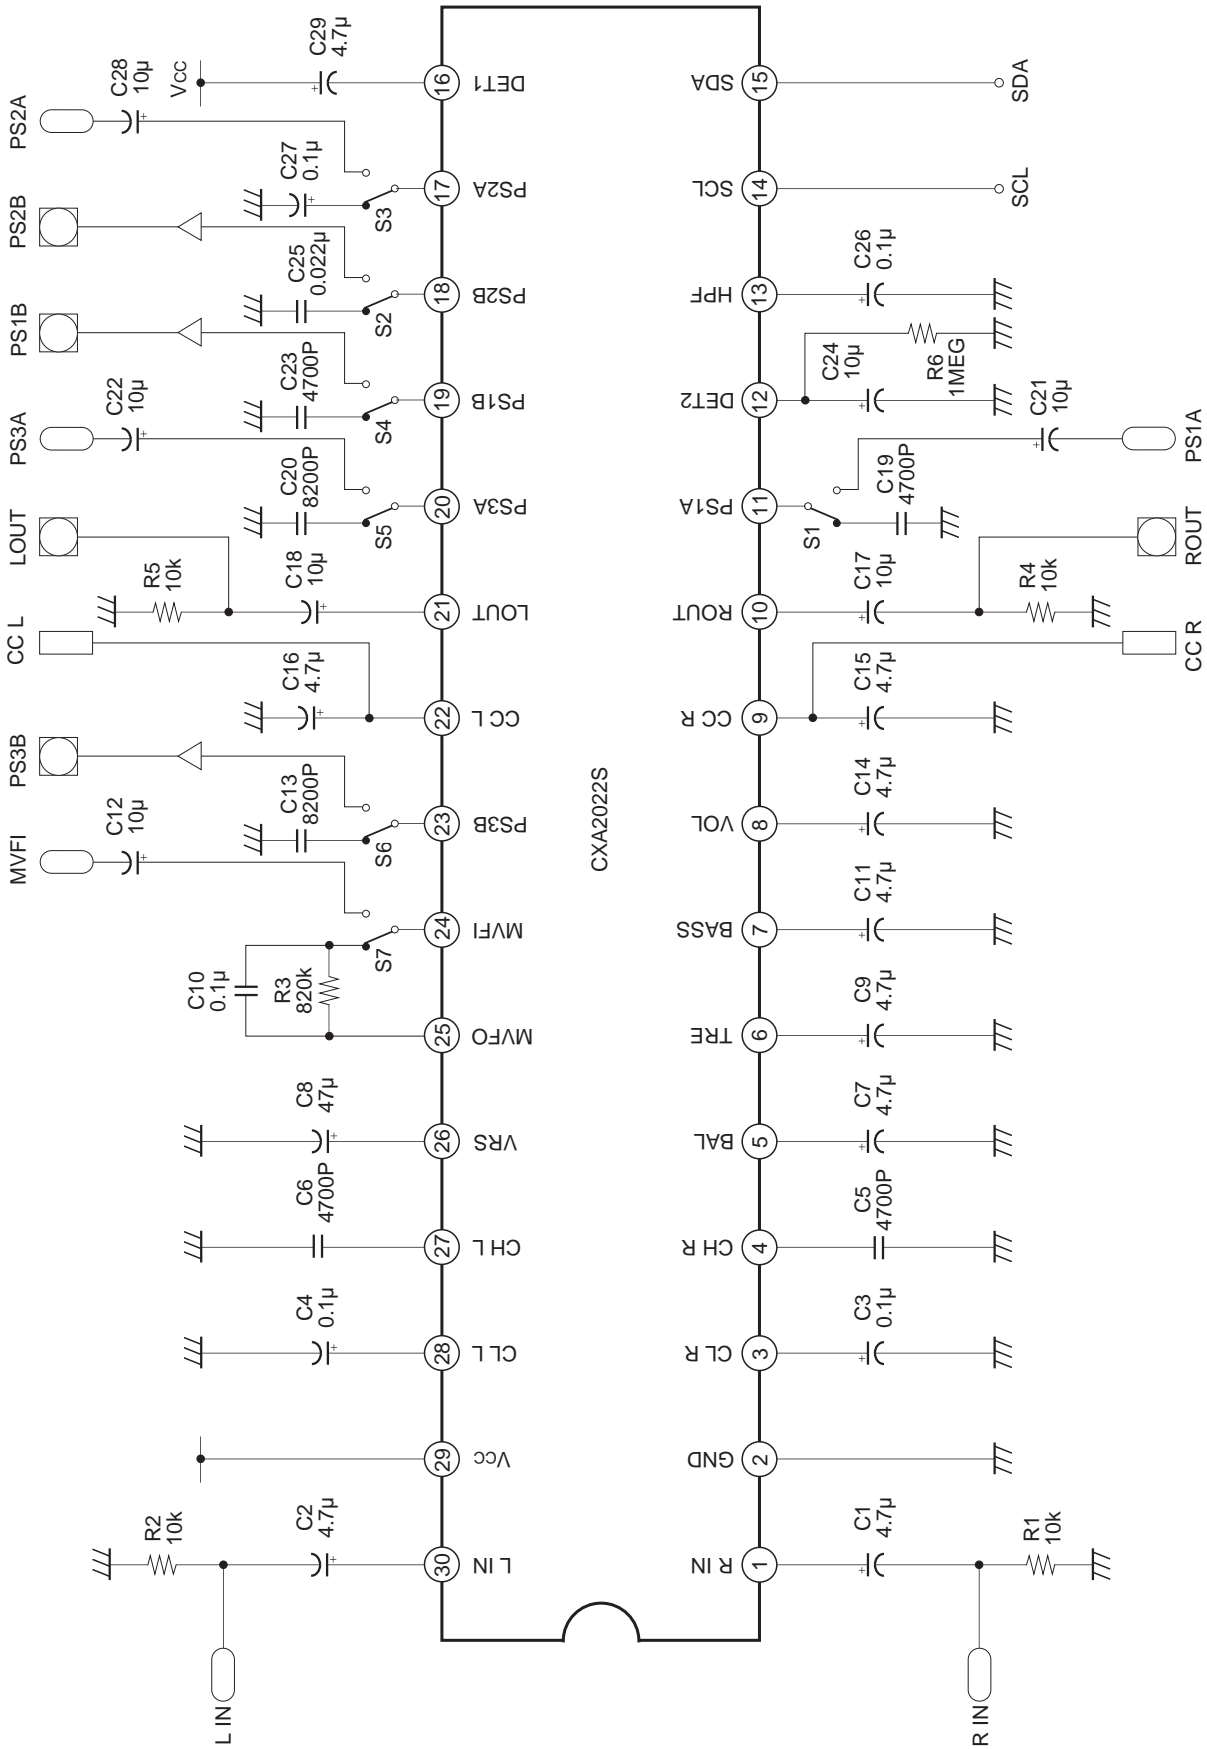 PS2A
C28
10µ
Vcc
C29
4.7µ
16
DET1
SDA
15
SDA
PS2B
C27
0.1µ
S3
17
PS2A
SCL
14
SCL
PS1B
C25
0.022µ
S2
18
PS2B
HPF
13
C26
0.1µ
PS3A
C22
10µ
C23
4700P
S4
19
PS1B
DET2
12
C24
10µ
R6
1MEG
LOUT
C20
8200P
S5
20
PS3A
PS1A
11
S1
C19
4700P
C21
10µ
PS1A
CC L
R5
10k
C18
10µ
21
LOUT
ROUT
10
C17
10µ
R4
10k
ROUT
C16
4.7µ
22
CC L
CC R
9
C15
4.7µ
CC R
PS3B
C13
8200P
S6
23
PS3B
CXA2022S
VOL
8
C14
4.7µ
MVFI
C12
10µ
S7
24
MVFI
BASS
7
C11
4.7µ
C10
0.1µ
R3
820k
25
MVFO
TRE
6
C9
4.7µ
C8
47µ
26
VRS
BAL
5
C7
4.7µ
C6
4700P
27
CH L
CH R
4
C5
4700P
C4
0.1µ
28
CL L
CL R
3
C3
0.1µ
29
Vcc
GND
2
L IN
R2
10k
C2
4.7µ
30
L IN
R IN
1
C1
4.7µ
R1
10k
R IN